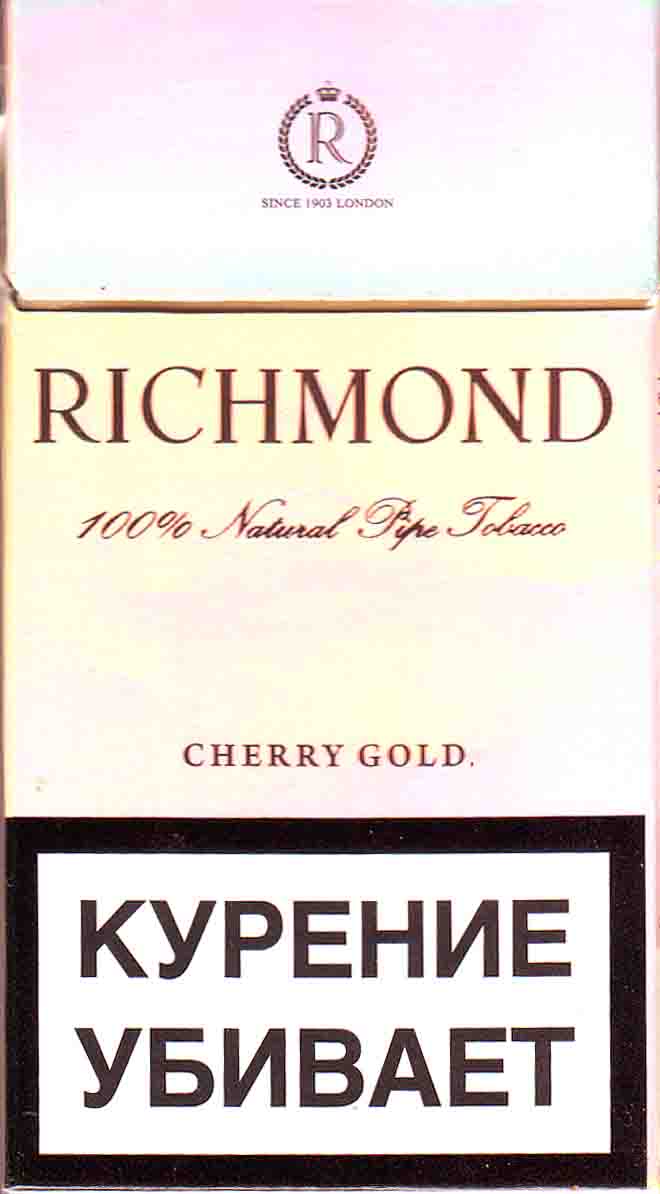 R
SINCE 1903 LONDON
RICHMOND
100% Natural Pipe Tobacco
CHERRY GOLD.
КУРЕНИЕ
УБИВАЕТ